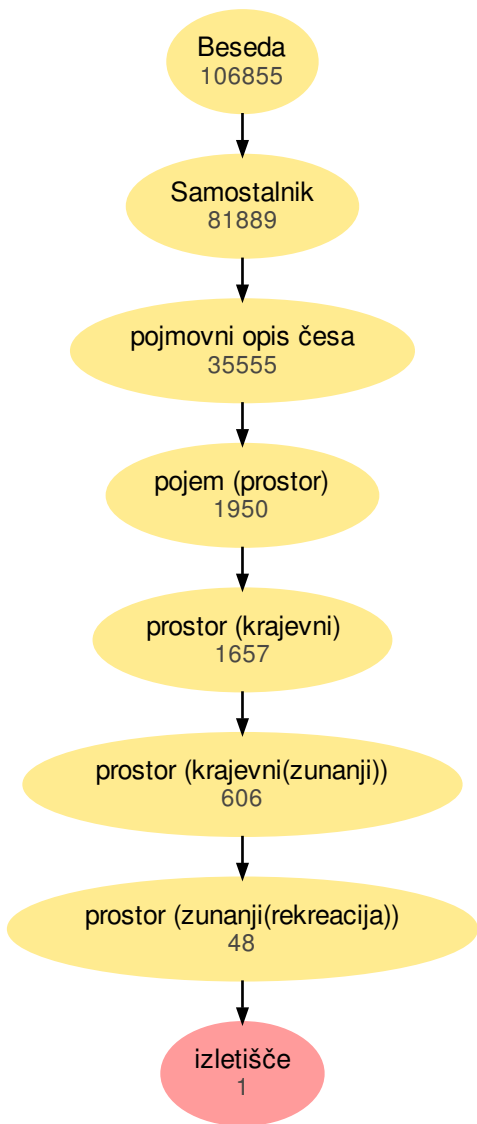 Beseda
106855
Samostalnik
81889
pojmovni opis česa
35555
pojem (prostor)
1950
prostor (krajevni)
1657
prostor (krajevni(zunanji))
606
prostor (zunanji(rekreacija))
48
izletišče
1